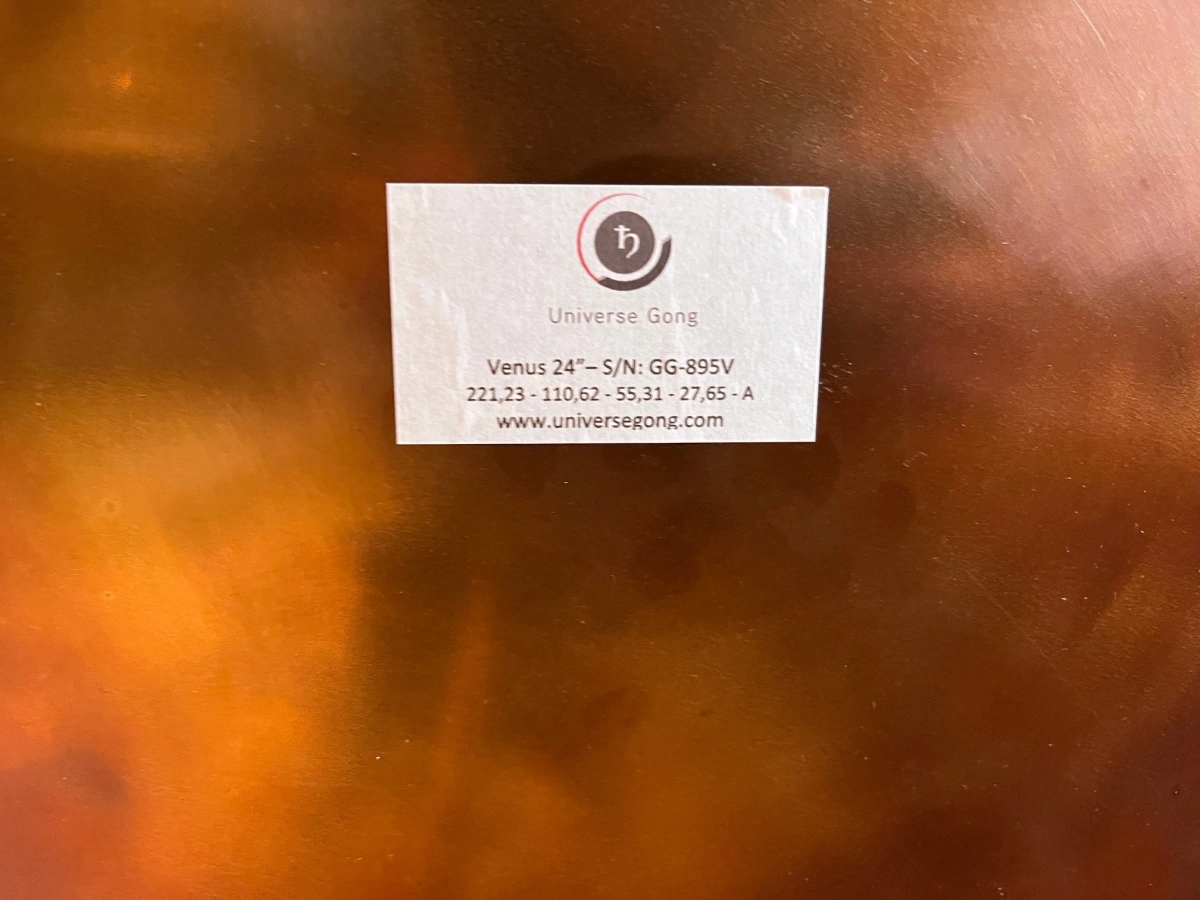 ♄
Universe Gong
Venus 24”– S/N: GG-895V
221,23 - 110,62 - 55,31 - 27,65 - A
www.universegong.com